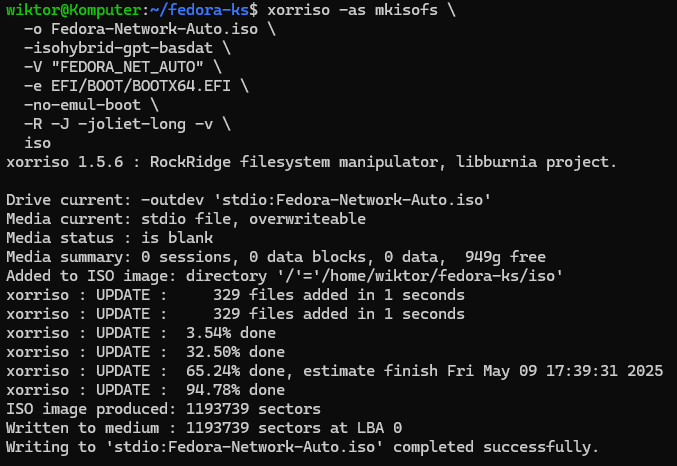 wiktor@Komputer:~/fedora-ks$ xorriso -as mkisofs \
  -o Fedora-Network-Auto.iso \
  -isohybrid-gpt-basdat \
  -V "FEDORA_NET_AUTO" \
  -e EFI/BOOT/BOOTX64.EFI \
  -no-emul-boot \
  -R -J -joliet-long -v \
  iso
xorriso 1.5.6 : RockRidge filesystem manipulator, libburnia project.

Drive current: -outdev 'stdio:Fedora-Network-Auto.iso'
Media current: stdio file, overwriteable
Media status : is blank
Media summary: 0 sessions, 0 data blocks, 0 data,  949g free
Added to ISO image: directory '/'='/home/wiktor/fedora-ks/iso'
xorriso : UPDATE :     329 files added in 1 seconds
xorriso : UPDATE :     329 files added in 1 seconds
xorriso : UPDATE :  3.54% done
xorriso : UPDATE :  32.50% done
xorriso : UPDATE :  65.24% done, estimate finish Fri May 09 17:39:31 2025
xorriso : UPDATE :  94.78% done
ISO image produced: 1193739 sectors
Written to medium : 1193739 sectors at LBA 0
Writing to 'stdio:Fedora-Network-Auto.iso' completed successfully.